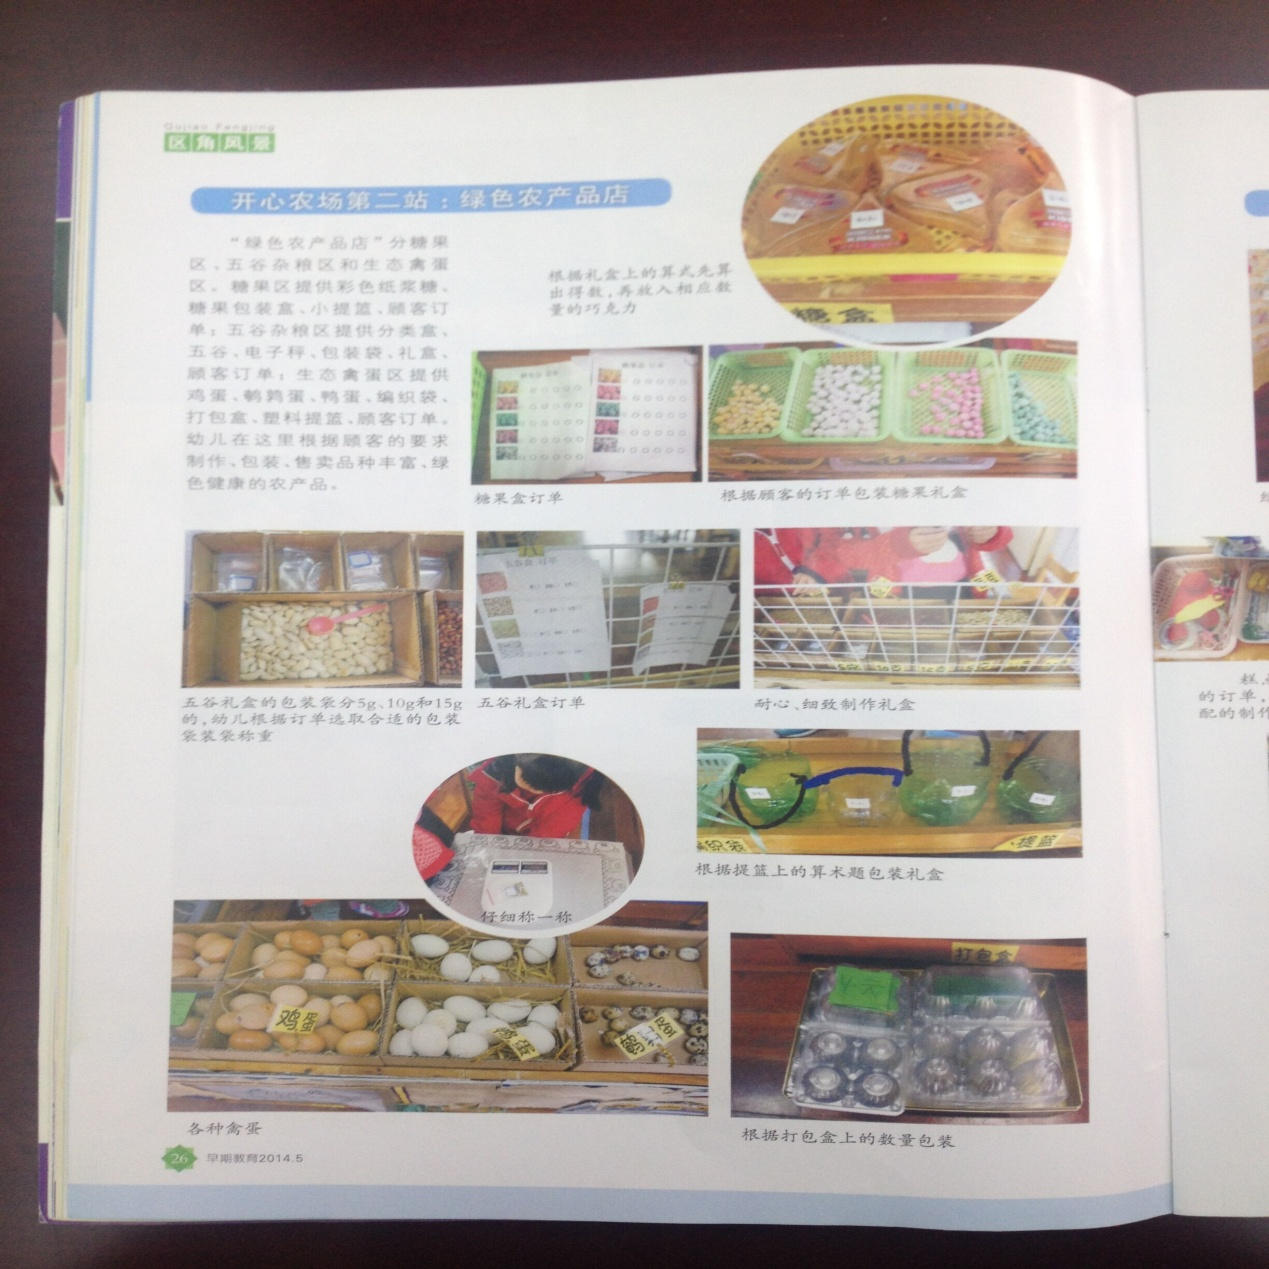 Qujiao Fengjing
区角风景
开心农场第二站：绿色农产品店
“绿色农产品店”分糖果
区、五谷杂粮区和生态禽蛋
区。糖果区提供彩色纸浆糖、
糖果包装盒、小提篮、顾客订
单；五谷杂粮区提供分类盒、
五谷、电子秤、包装袋、礼盒、
顾客订单；生态禽蛋区提供
鸡蛋、鹌鹑蛋、鸭蛋、编织袋、
打包盒、塑料提篮、顾客订单。
幼儿在这里根据顾客的要求
制作、包装、售卖品种丰富、绿
色健康的农产品。
根据礼盒上的算式先算
出得数，再放入相应数
量的巧克力
糖盒
糖果盒订单
根据顾客的订单包装糖果礼盒
五谷礼盒的包装袋分5g、10g和15g
的，幼儿根据订单选取合适的包装
袋装袋称重
五谷礼盒订单
耐心、细致制作礼盒
提篮
根据提篮上的算术题包装礼盒
仔细称一称
鸡蛋
各种禽蛋
打包盒
根据打包盒上的数量包装
的订单，
配的制作
26
早期教育2014.5